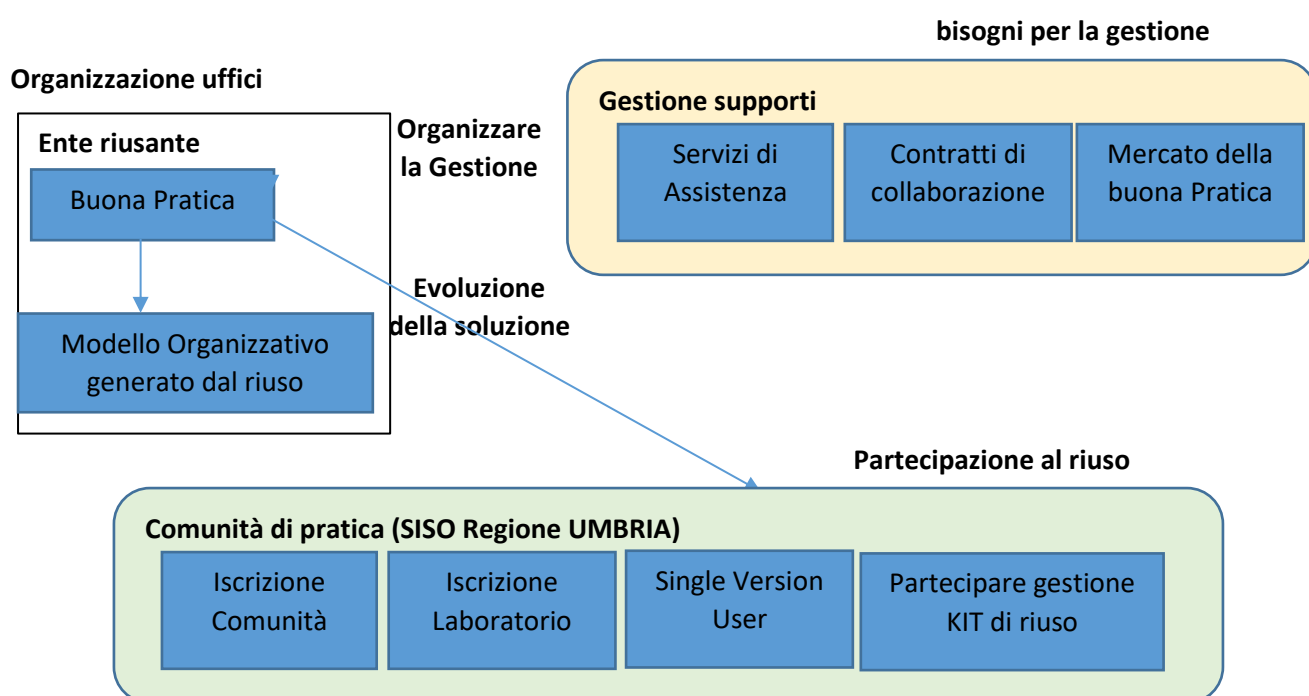 bisogni per la gestione
Organizzazione uffici
Gestione supporti
Ente riusante
Organizzare
la Gestione
Servizi di
Assistenza
Contratti di
collaborazione
Mercato della
buona Pratica
Buona Pratica
Evoluzione
della soluzione
Modello Organizzativo
generato dal riuso
Partecipazione al riuso
Comunità di pratica (SISO Regione UMBRIA)
Iscrizione
Comunità
Iscrizione
Laboratorio
Single Version
User
Partecipare gestione
KIT di riuso